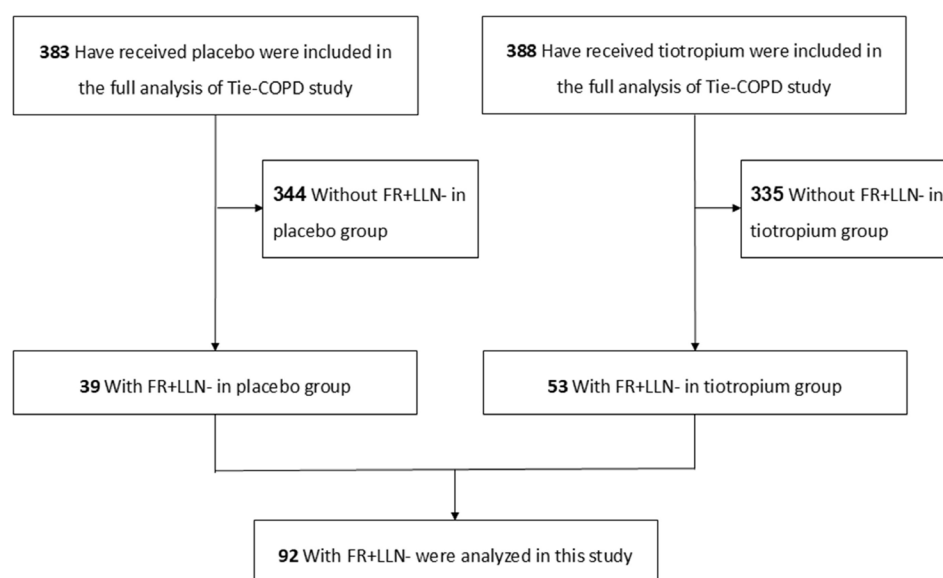 383 Have received placebo were included in
the full analysis of Tie-COPD study
388 Have received tiotropium were included in
the full analysis of Tie-COPD study
344 Without FR+LLN- in
placebo group
335 Without FR+LLN- in
tiotropium group
39 With FR+LLN- in placebo group
53 With FR+LLN- in tiotropium group
92 With FR+LLN- were analyzed in this study